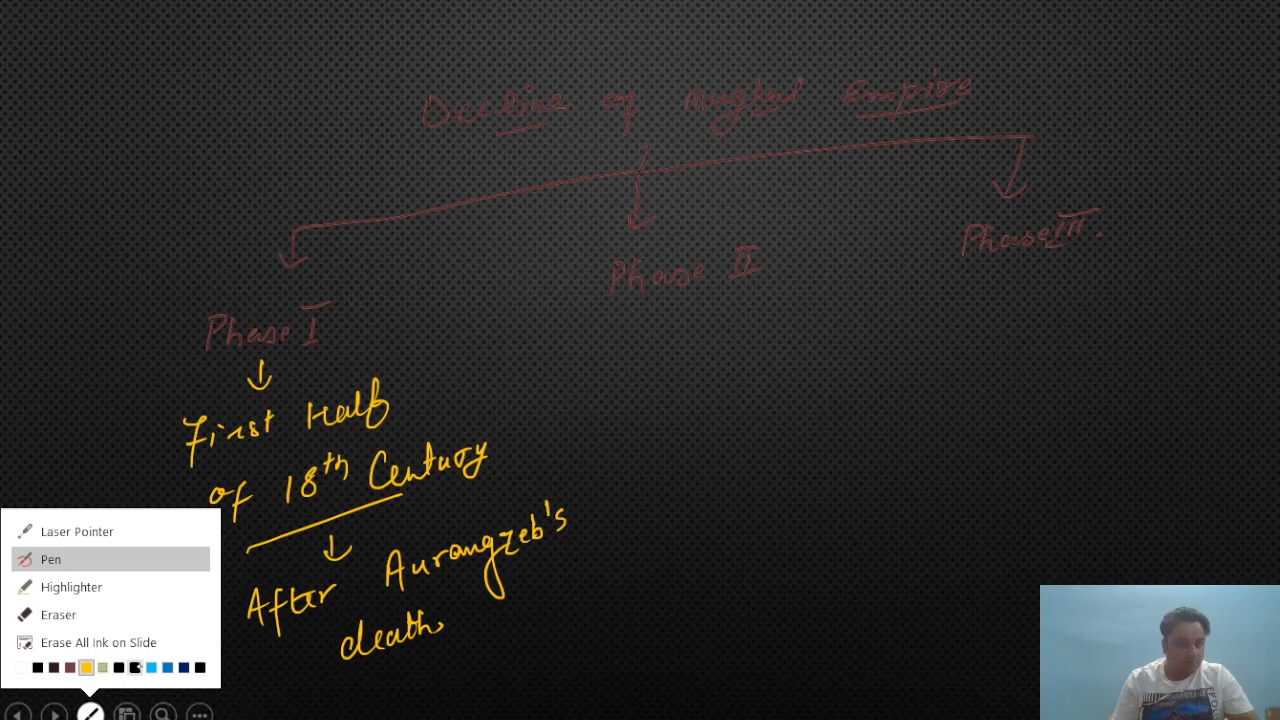 Decline of Mughal Empire
Phase I
Phase II
Phase III.
First Half
of 18th Century
After Aurangzeb's
death
Laser Pointer
Pen
Highlighter
Eraser
Erase All Ink on Slide